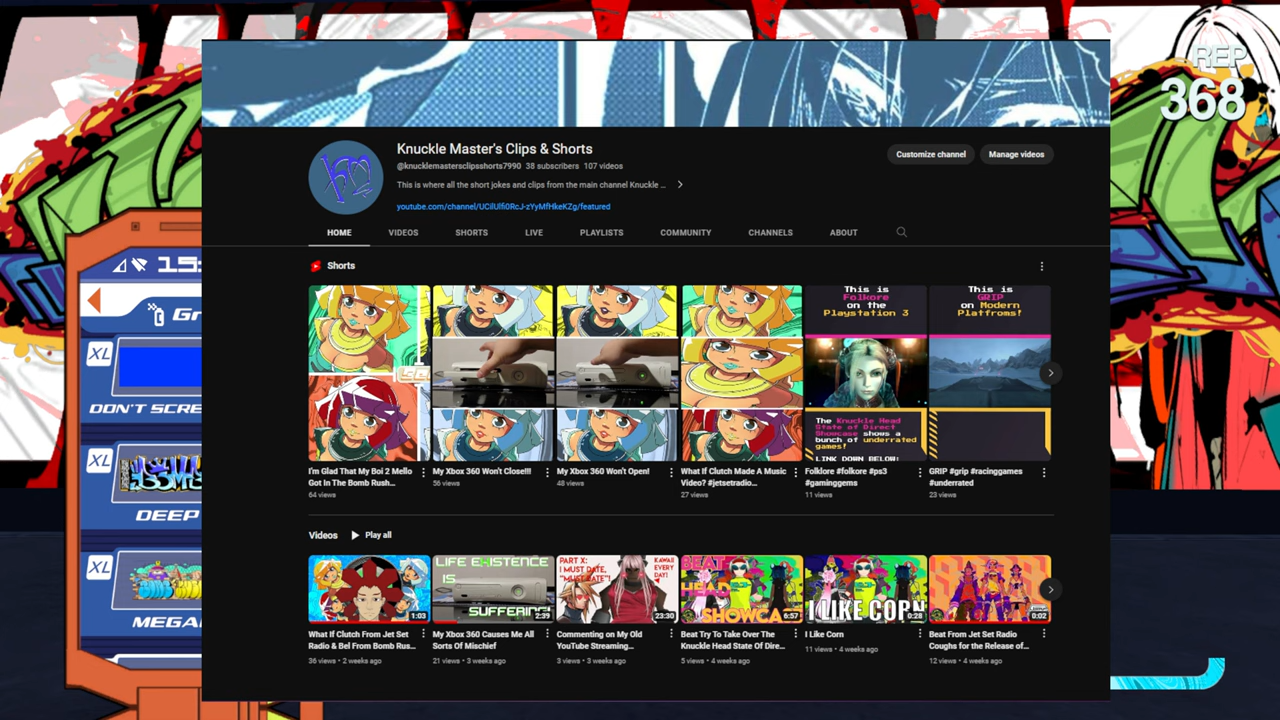 REP
368
Knuckle Master's Clips & Shorts
@knucklemastersclipsshorts7990 38 subscribers 107 videos
This is where all the short jokes and clips from the main channel Knuckle ...
Customize channel
Manage videos
youtube.com/channel/UCilUlfi0RcJ-zYyMfHkeKZg/featured
HOME VIDEOS SHORTS LIVE PLAYLISTS COMMUNITY CHANNELS ABOUT
15:
Gr
XL
DON'T SCRE
XL
DEEP
XL
MEGA
Shorts
This is
Folklore
on the
Playstation 3
The Knuckle Head
State of Direct
Showcase shows a
bunch of underrated
games!
LINK DOWN BELOW:
This is
GRIP
on Modern
Platfroms!
I'm Glad That My Boi 2 Mello
Got In The Bomb Rush...
64 views
My Xbox 360 Won't Close!!!!
56 views
My Xbox 360 Won't Open!
48 views
What If Clutch Made A Music
Video? #jetsetradio...
27 views
Folklore #folkore #ps3
#gaminggems
11 views
GRIP #grip #racinggames
#underrated
23 views
Videos Play all
1:03
LIFE EXISTENCE
IS
SUFFERING!
2:39
PART X:
I MUST DATE,
"MUST DATE"!
KAWAII
EVERY
DAY!
23:30
BEAT
HEAD
SHOWCA
6:57
I LIKE CORN
0:28
0:02
What If Clutch From Jet Set
Radio & Bel From Bomb Rus...
36 views • 2 weeks ago
My Xbox 360 Causes Me All
Sorts Of Mischief
21 views • 3 weeks ago
Commenting on My Old
YouTube Streaming...
3 views • 3 weeks ago
Beat Try To Take Over The
Knuckle Head State Of Dire...
5 views • 4 weeks ago
I Like Corn
11 views • 4 weeks ago
Beat From Jet Set Radio
Coughs for the Release of...
12 views • 4 weeks ago